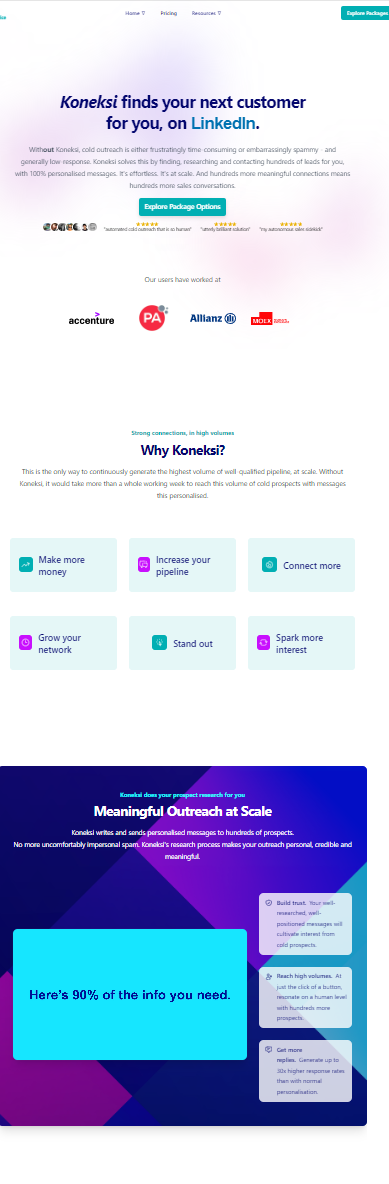 Home ▽ Pricing Resources ▽ Explore Packages
Koneksi finds your next customer
for you, on LinkedIn.
Without Koneksi, cold outreach is either frustratingly time-consuming or embarrassingly spammy - and
generally low-response. Koneksi solves this by finding, researching and contacting hundreds of leads for you,
with 100% personalised messages. It's effortless. It's at scale. And hundreds more meaningful connections means
hundreds more sales conversations.
Explore Package Options
★★★★★ ★★★★★ ★★★★★
"automated cold outreach that is so human" "utterly brilliant solution" "my autonomous sales sidekick"
Our users have worked at
accenture PA Allianz MOEX
Strong connections, in high volumes
Why Koneksi?
This is the only way to continuously generate the highest volume of well-qualified pipeline, at scale. Without
Koneksi, it would take more than a whole working week to reach this volume of cold prospects with messages
this personalised.
Make more
money
Increase your
pipeline
Connect more
Grow your
network
Stand out
Spark more
interest
Koneksi does your prospect research for you
Meaningful Outreach at Scale
Koneksi writes and sends personalised messages to hundreds of prospects.
No more uncomfortably impersonal spam. Koneksi's research process makes your outreach personal, credible and
meaningful.
Here's 90% of the info you need.
Build trust. Your well-
researched, well-
positioned messages will
cultivate interest from
cold prospects.
Reach high volumes. At
just the click of a button,
resonate on a human level
with hundreds more
prospects.
Get more
replies. Generate up to
30x higher response rates
than with normal
personalisation.